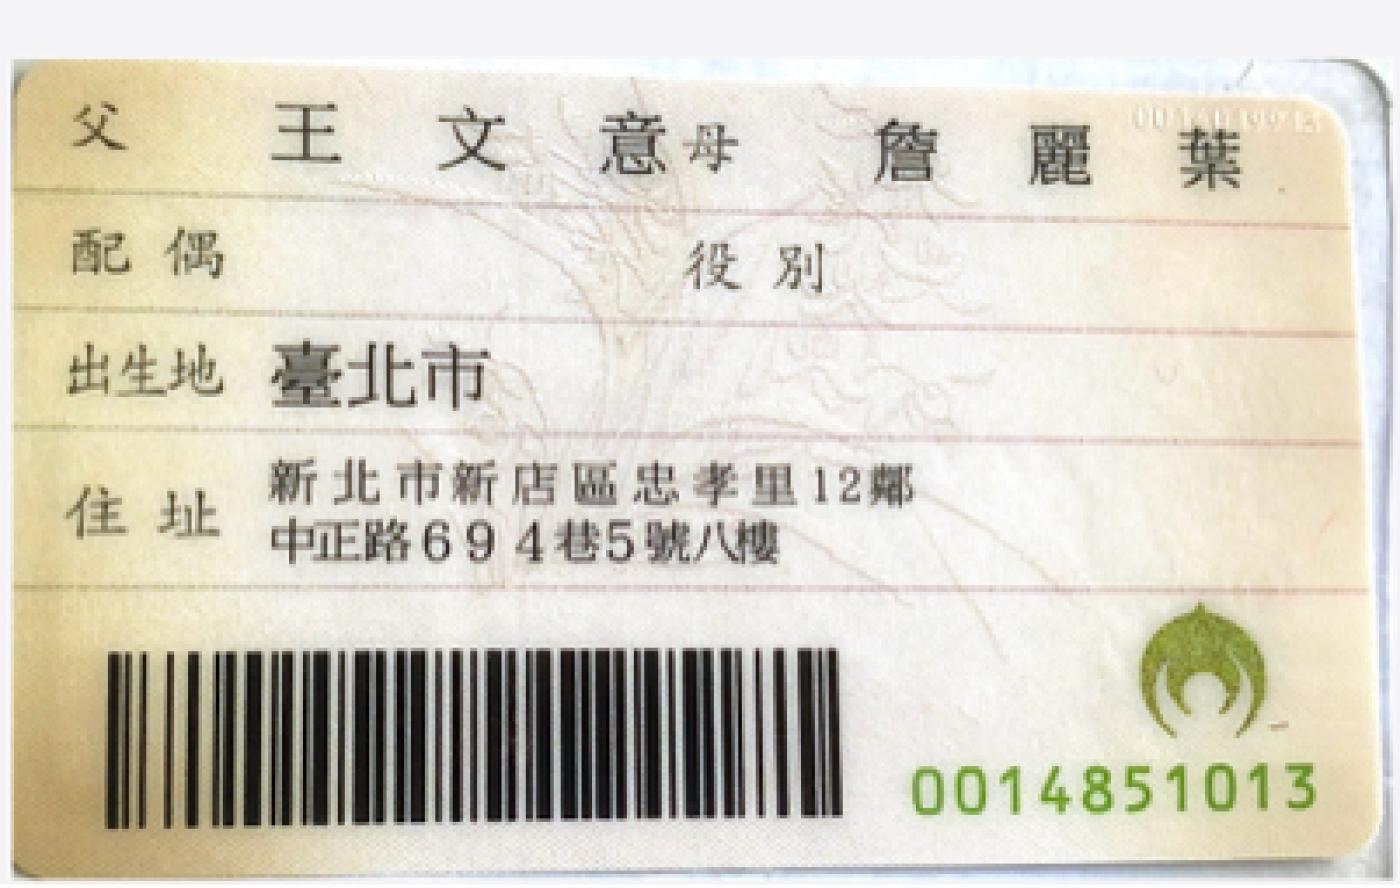 父 王文意 母 詹麗葉
配偶 役別
出生地 臺北市
住址 新北市新店區忠孝里12鄰
中正路694巷5號八樓
0014851013